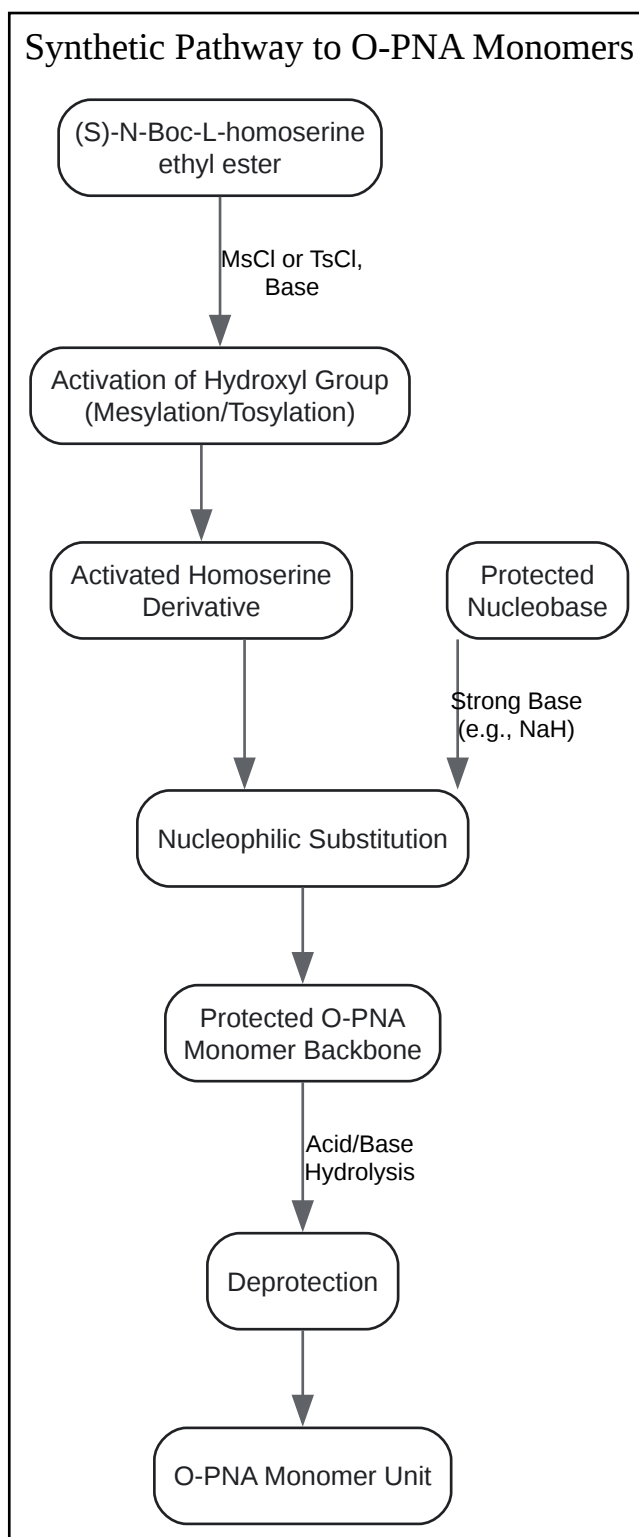 Synthetic Pathway to O-PNA Monomers
(S)-N-Boc-L-homoserine
ethyl ester
MsCl or TsCl,
Base
Activation of Hydroxyl Group
(Mesylation/Tosylation)
Activated Homoserine
Derivative
Protected
Nucleobase
Strong Base
(e.g., NaH)
Nucleophilic Substitution
Protected O-PNA
Monomer Backbone
Acid/Base
Hydrolysis
Deprotection
O-PNA Monomer Unit